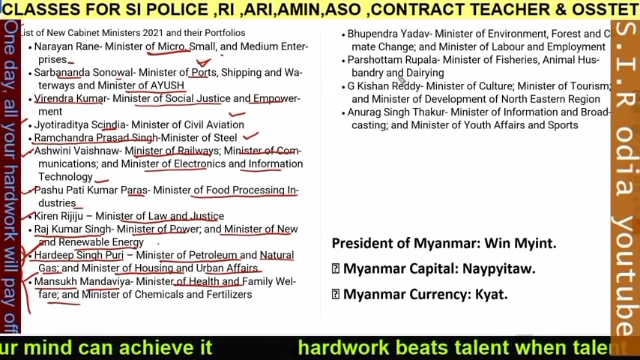 CLASSES FOR SI POLICE ,RI ,ARI,AMIN,ASO ,CONTRACT TEACHER & OSSTET
One day, all your hardwork will pay off
List of New Cabinet Ministers 2021 and their Portfolios
• Narayan Rane- Minister of Micro, Small, and Medium Enter-
prises
• Sarbananda Sonowal- Minister of Ports, Shipping and Wa-
terways and Minister of AYUSH
• Virendra Kumar- Minister of Social Justice and Empower-
ment
• Jyotiraditya Scindia- Minister of Civil Aviation
• Ramchandra Prasad Singh-Minister of Steel
• Ashwini Vaishnaw- Minister of Railways; Minister of Com-
munications; and Minister of Electronics and Information
Technology
• Pashu Pati Kumar Paras- Minister of Food Processing In-
dustries
• Kiren Rijiju – Minister of Law and Justice
• Raj Kumar Singh- Minister of Power; and Minister of New
and Renewable Energy
• Hardeep Singh Puri – Minister of Petroleum and Natural
Gas; and Minister of Housing and Urban Affairs
• Mansukh Mandaviya- Minister of Health and Family Wel-
fare; and Minister of Chemicals and Fertilizers
• Bhupendra Yadav- Minister of Environment, Forest and C
mate Change; and Minister of Labour and Employment
• Parshottam Rupala- Minister of Fisheries, Animal Hus-
bandry and Dairying
• G Kishan Reddy- Minister of Culture; Minister of Tourism;
and Minister of Development of North Eastern Region
• Anurag Singh Thakur- Minister of Information and Broad-
casting; and Minister of Youth Affairs and Sports
President of Myanmar: Win Myint.
Myanmar Capital: Naypyitaw.
Myanmar Currency: Kyat.
S.I.R odia youtube
ur mind can achieve it
hardwork beats talent when talent